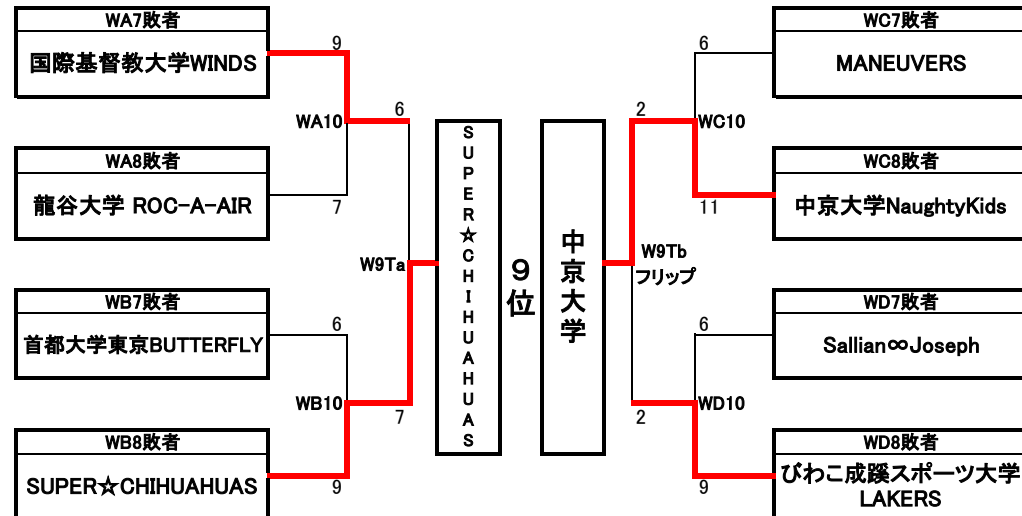 WA7敗者
国際基督教大学WINDS
9
WA10
6
WA8敗者
龍谷大学 ROC-A-AIR
7
W9Ta
WB7敗者
首都大学東京BUTTERFLY
6
WB10
7
WB8敗者
SUPER☆CHIHUAHUAS
9
SUPER☆CHIHUAHUAS
9位
中京大学
WC7敗者
MANEUVERS
6
2
WC10
WC8敗者
中京大学NaughtyKids
11
W9Tb
フリップ
WD7敗者
Sallian∞Joseph
6
2
WD10
WD8敗者
びわこ成蹊スポーツ大学
LAKERS
9